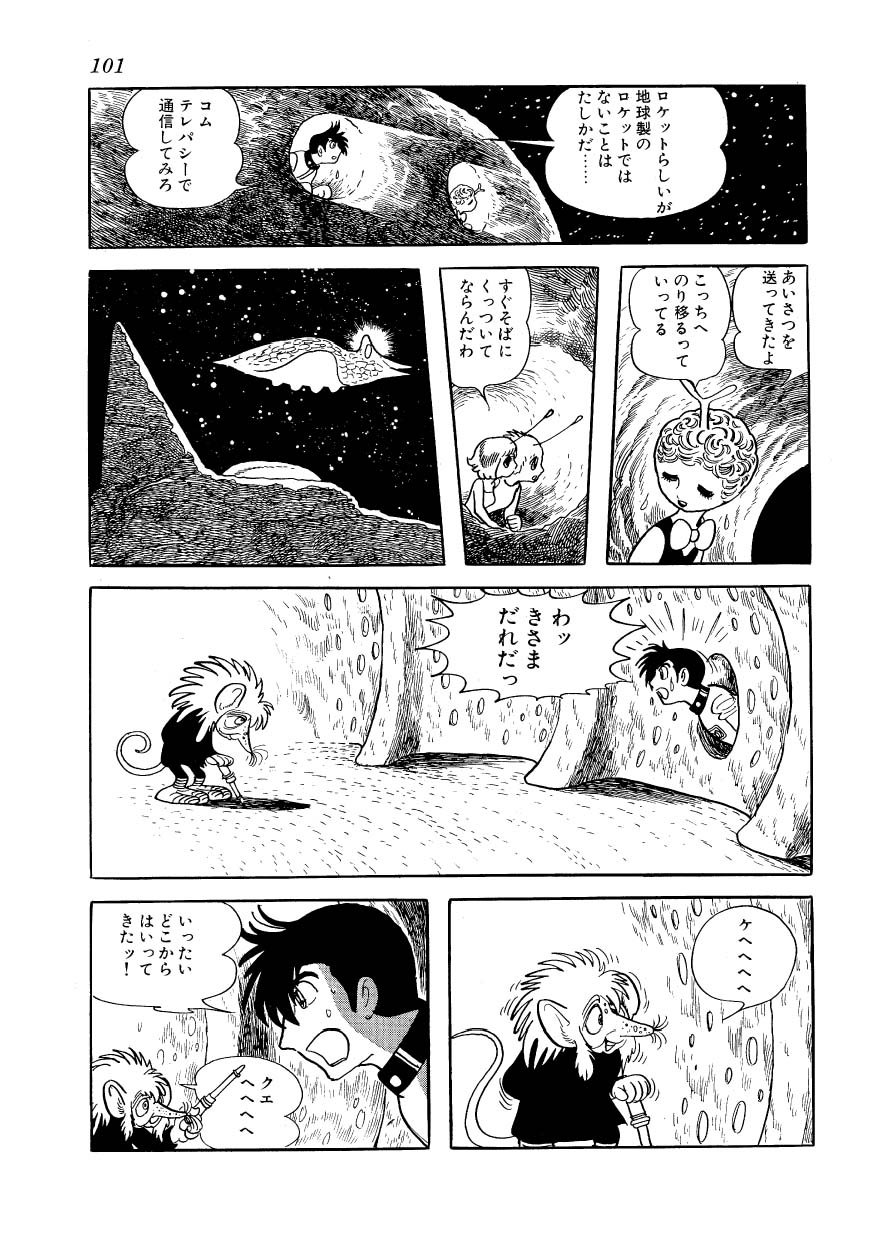 101
ロケットらしいが
地球製の
ロケットでは
ないことは
たしかだ……
コム
テレパシーで
通信してみろ
あいさつを
送ってきたよ
こっちへ
のり移るって
いってる
すぐそばに
くっついて
ならんだわ
わッ
きさま
だれだっ
ケヘヘヘヘ
いったい
どこから
はいって
きたッ！
クエ
ヘヘヘヘ